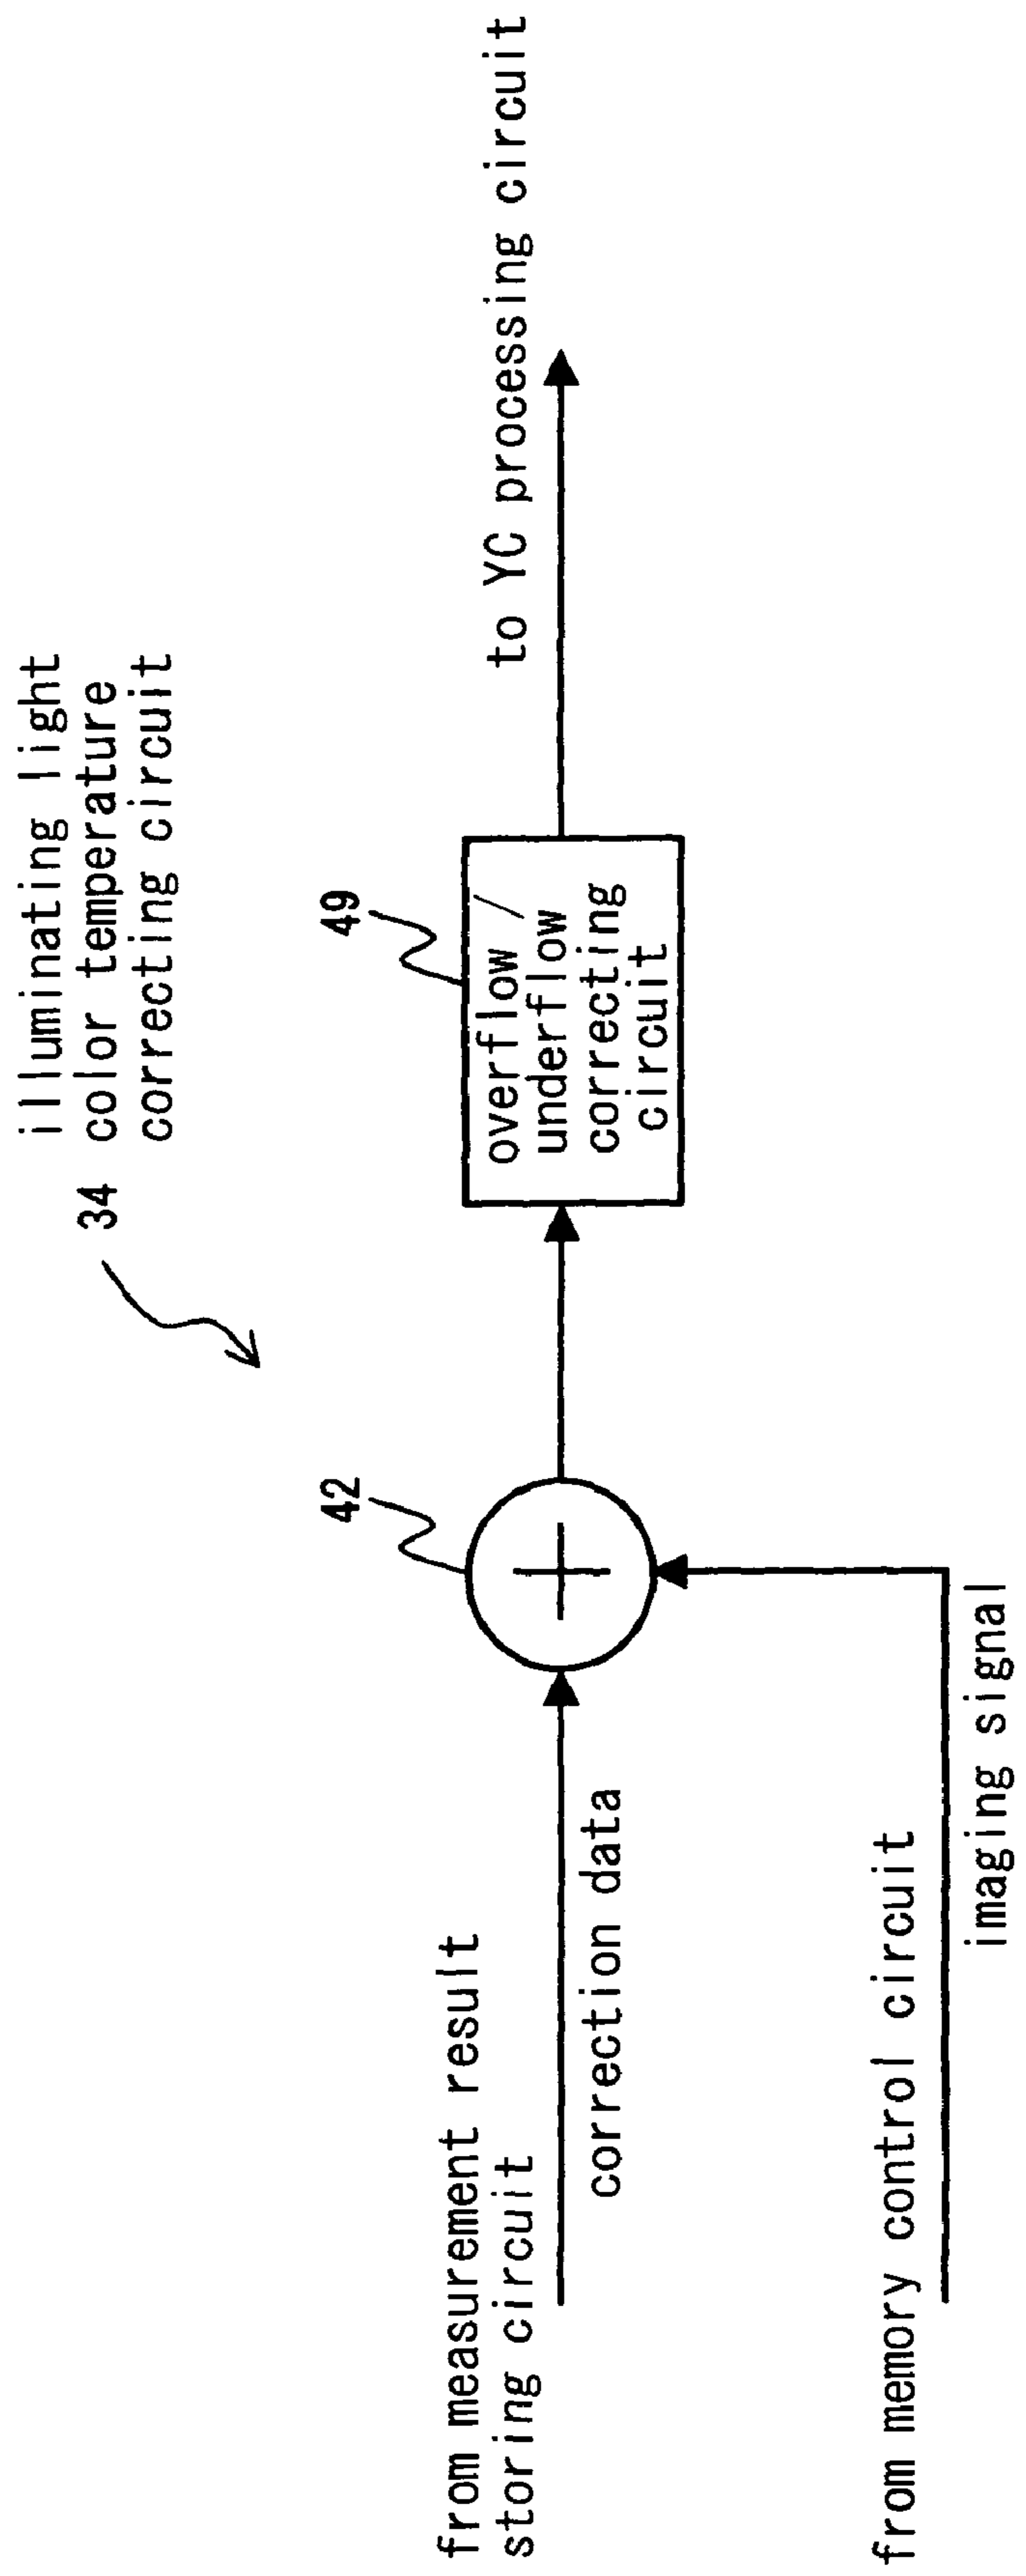 illuminating light
34 color temperature
correcting circuit
42
49
from measurement result
storing circuit
correction data
overflow /
underflow
correcting
circuit
to YC processing circuit
from memory control circuit
imaging signal